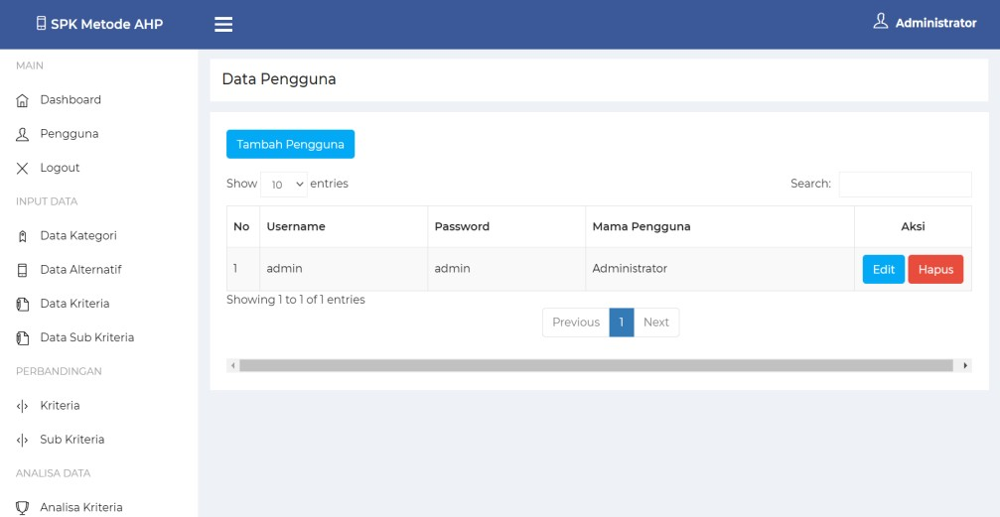 SPK Metode AHP
Administrator
MAIN
Dashboard
Pengguna
Logout
INPUT DATA
Data Kategori
Data Alternatif
Data Kriteria
Data Sub Kriteria
PERBANDINGAN
Kriteria
Sub Kriteria
ANALISA DATA
Analisa Kriteria
Data Pengguna
Tambah Pengguna
Show 10 entries Search:
No Username Password Mama Pengguna Aksi
1 admin admin Administrator Edit Hapus
Showing 1 to 1 of 1 entries
Previous 1 Next